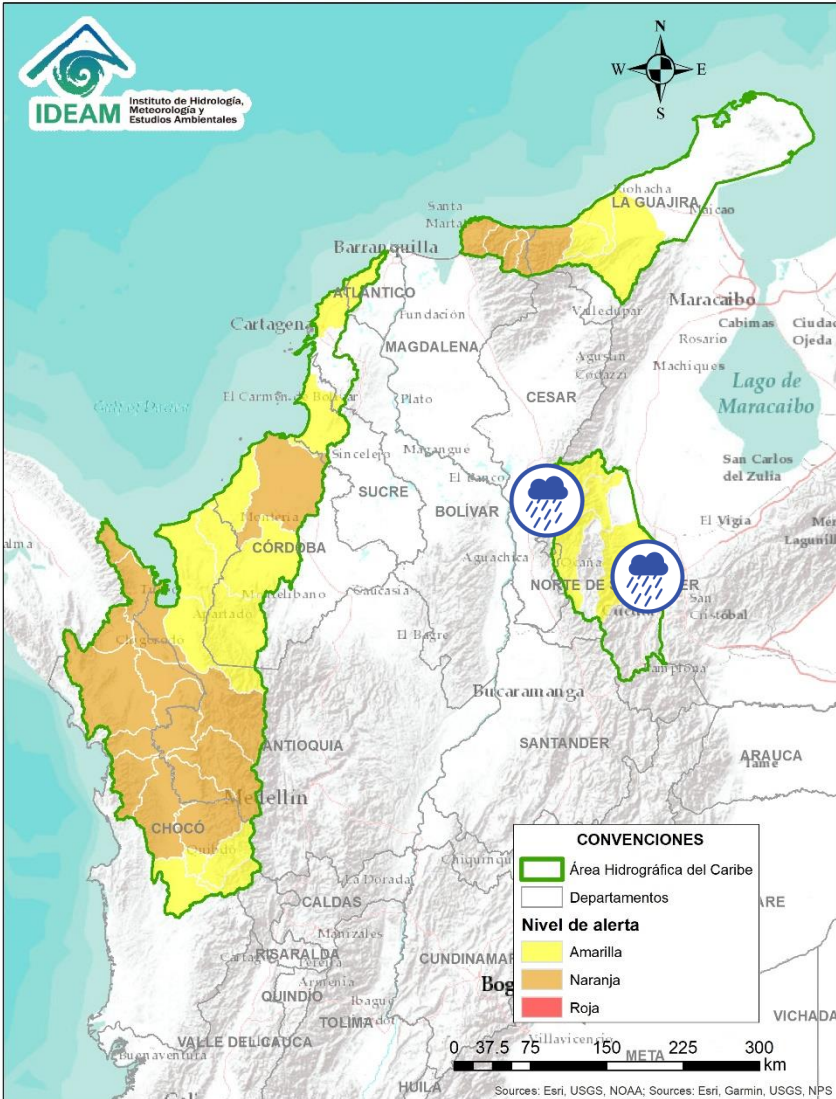 N
W E
S
IDEAM
Instituto de Hidrología,
Meteorología y
Estudios Ambientales
Riohacha
LA GUAJIRA
Maicao
Santa
Marta
Barranquilla
ATLÁNTICO
Cartagena
Fundación
Valledupar
Maracaibo
Cabimas
Ciudad
Ojeda
Rosario
MAGDALENA
Agustín
Codazzi
Machiques
CESAR
Lago de
Maracaibo
El Carmen de Bolívar
Plato
Sincelejo
Magangue
San Carlos
del Zulia
El Banco
SUCRE
BOLÍVAR
El Vigía
Montería
CÓRDOBA
Aguachica
Ocaña
NORTE DE
San
Cristóbal
Montelibano
Caucasia
Apartadó
El Bagre
Chigorodó
Pamplona
Bucaramanga
ANTIOQUIA
SANTANDER
ARAUCA
Tame
Medellín
CHOCÓ
Quibdó
La Dorada
CALDAS
Manizales
RISARALDA
Pereira
Armenia
QUINDÍO
Ibagué
TOLIMA
VALLE DEL CAUCA
Buenaventura
HUILA
Villavicencio
META
VICHADA
CONVENCIONES
Área Hidrográfica del Caribe
Departamentos
Nivel de alerta
Amarilla
Naranja
Roja
0 37.5 75 150 225 300
km
Sources: Esri, USGS, NOAA; Sources: Esri, Garmin, USGS, NPS